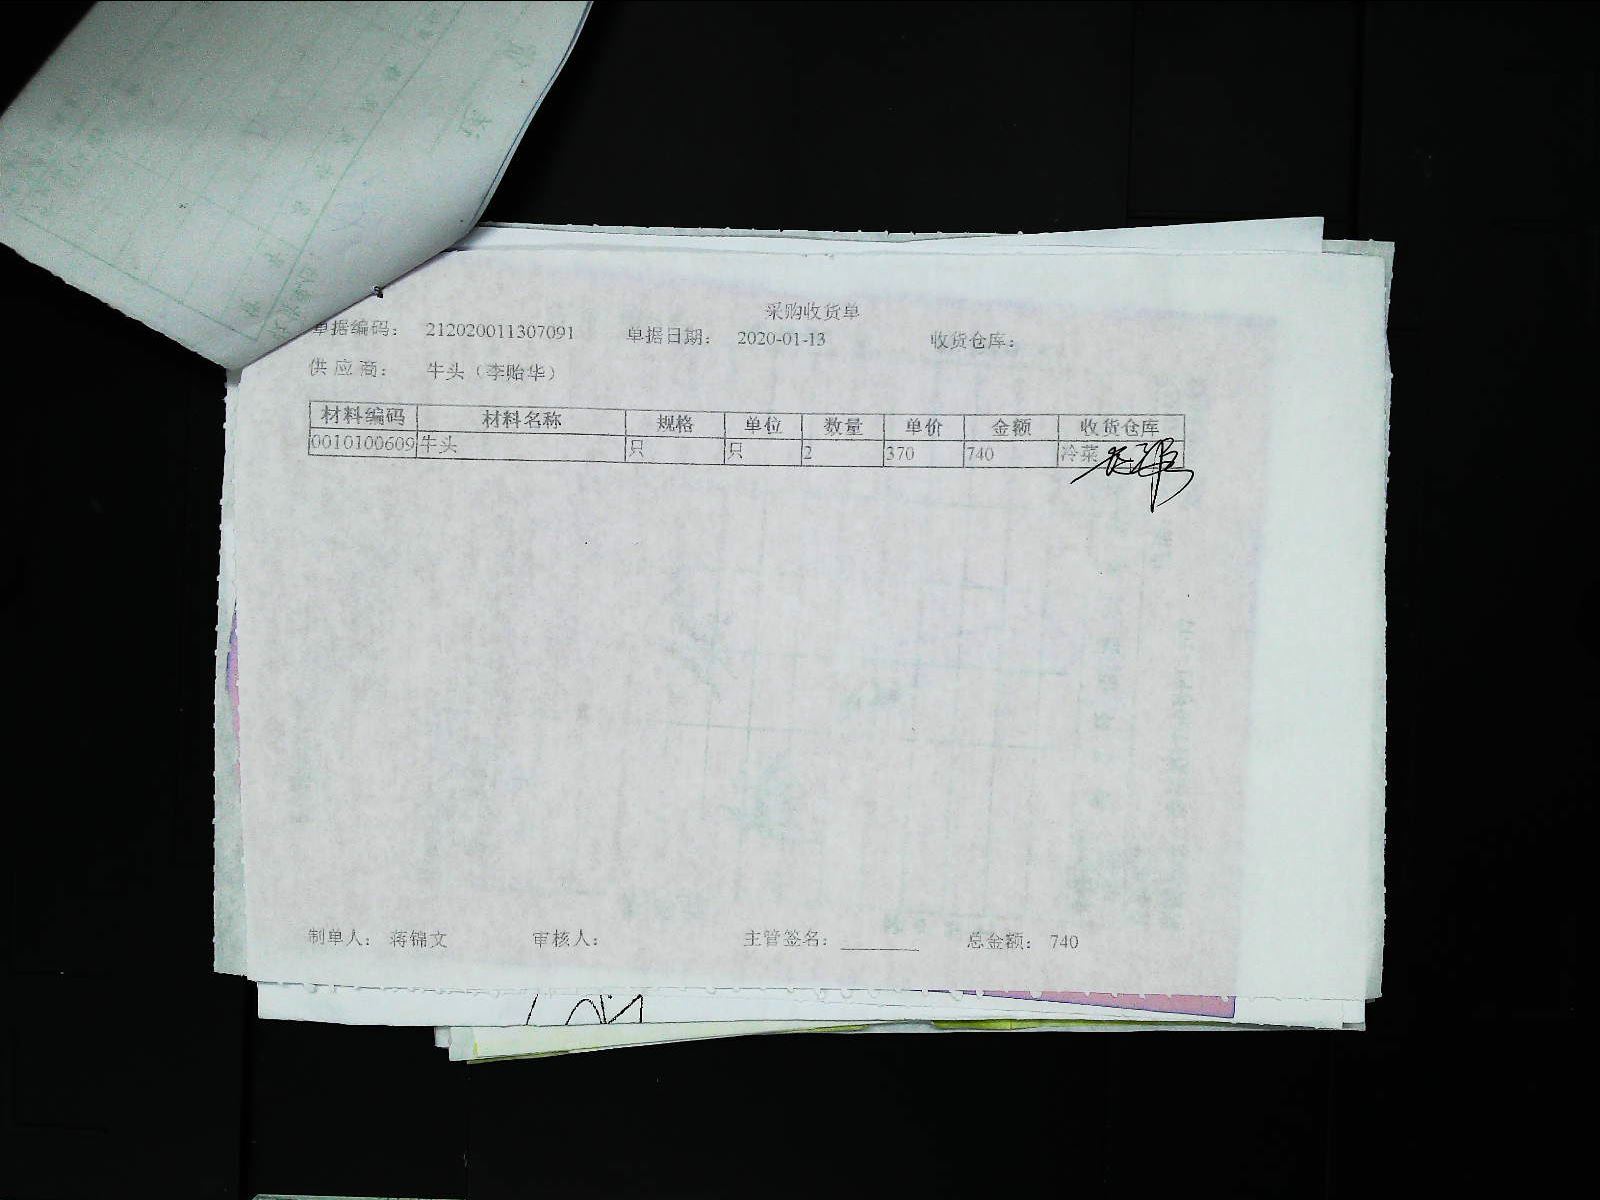 采购收货单
单据编码: 212020011307091 单据日期: 2020-01-13 收货仓库:
供 应 商: 牛头（李贻华）
材料编码 材料名称 规格 单位 数量 单价 金额 收货仓库
0010100609 牛头 只 只 2 370 740 冷菜
制单人: 蒋锦文 审核人: 主管签名: ________ 总金额: 740